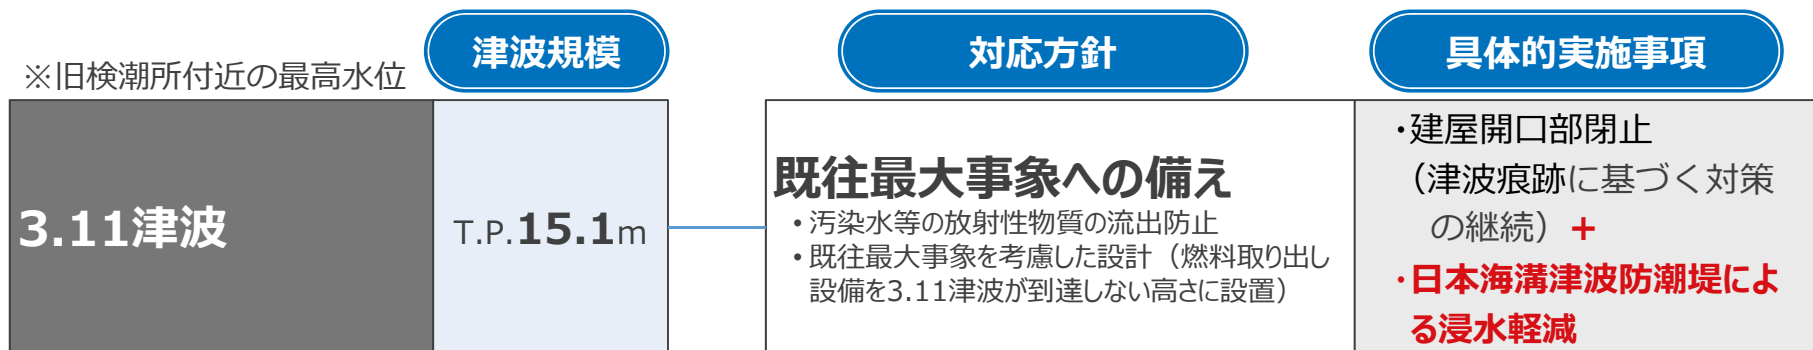 ※旧検潮所付近の最高水位
津波規模
対応方針
具体的実施事項
3.11津波
T.P.15.1m
既往最大事象への備え
・汚染水等の放射性物質の流出防止
・既往最大事象を考慮した設計（燃料取り出し
設備を3.11津波が到達しない高さに設置）
・建屋開口部閉止
（津波痕跡に基づく対策
の継続）+
・日本海溝津波防潮堤によ
る浸水軽減